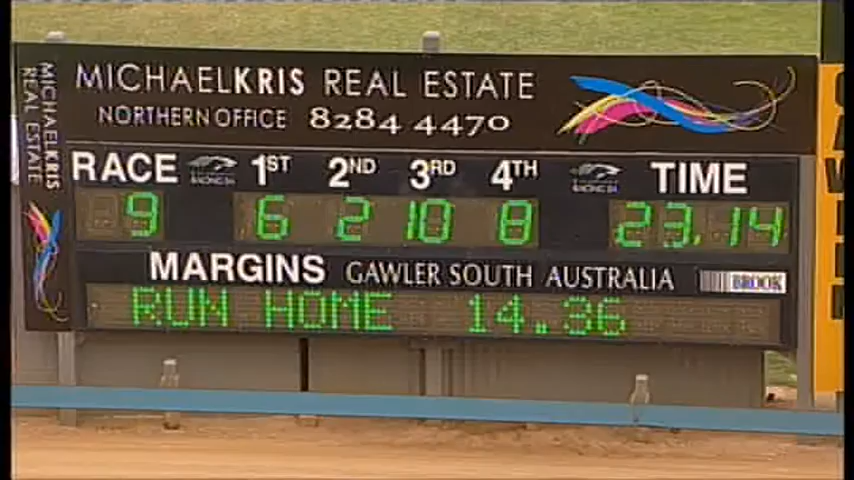 MICHAELKRIS REAL ESTATE
NORTHERN OFFICE 8284 4470
MICHAELKRIS
REAL ESTATE
RACE 1ST 2ND 3RD 4TH TIME
9 6 2 10 8 23.14
MARGINS GAWLER SOUTH AUSTRALIA BROOK
RUN HOME 14.36